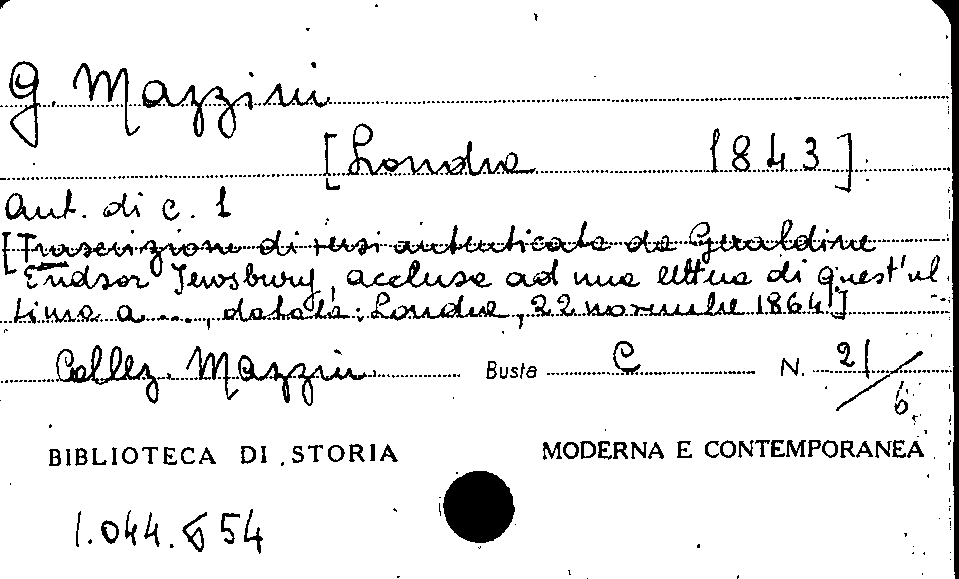 G. Mazzini
[Londra 1843]
Aut. di c. 1
[Trascrizione di versi autenticata da Geraldine
Endsor Jewsbury, acclusa ad una lettera di quest'ul
tima a ..., datata: Londra, 22 novembre 1864]
Collez. Mazzini Busta C N. 21/6
BIBLIOTECA DI STORIA MODERNA E CONTEMPORANEA
1.044.654